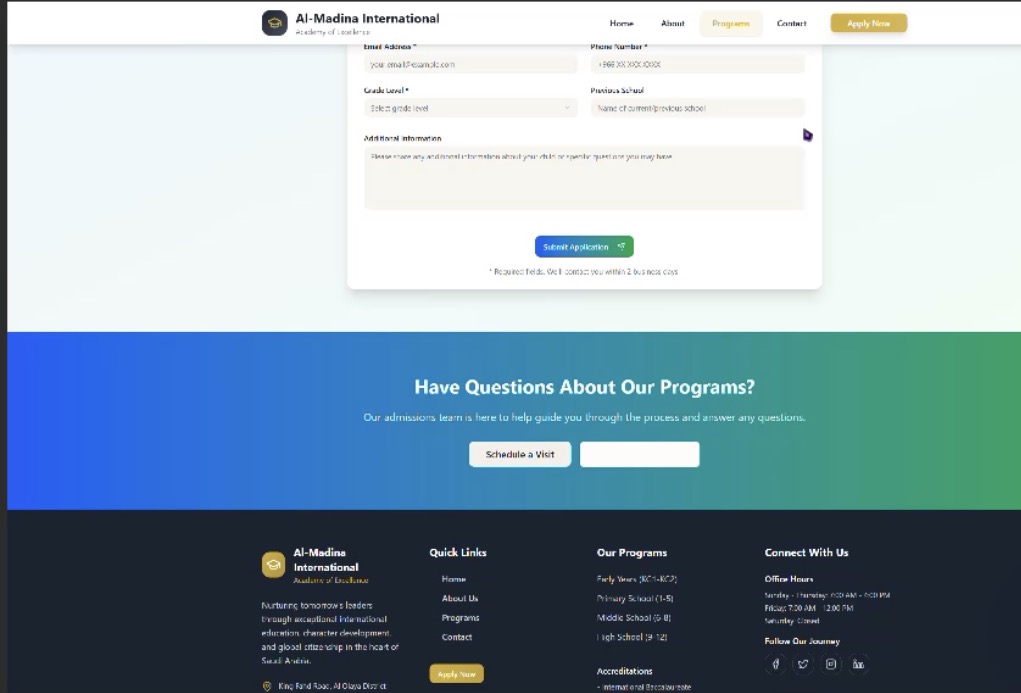 Al-Madina International
Academy of Excellence
Home
About
Programs
Contact
Apply Now
Email Address *
Phone Number *
your.email@example.com
+966 XX XXX XXXX
Grade Level *
Previous School
Select grade level
Name of current/previous school
Additional Information
Please share any additional information about your child or specific questions you may have
Submit Application
* Required fields. We'll contact you within 2 business days
Have Questions About Our Programs?
Our admissions team is here to help guide you through the process and answer any questions.
Schedule a Visit
Al-Madina
International
Academy of Excellence
Nurturing tomorrow's leaders
through exceptional international
education, character development,
and global citizenship in the heart of
Saudi Arabia.
King Fahd Road, Al Olaya District
Quick Links
Home
About Us
Programs
Contact
Apply Now
Our Programs
Early Years (KG1-KG2)
Primary School (1-5)
Middle School (6-8)
High School (9-12)
Accreditations
• International Baccalaureate
Connect With Us
Office Hours
Sunday - Thursday: 7:00 AM - 4:00 PM
Friday: 7:00 AM - 12:00 PM
Saturday: Closed
Follow Our Journey